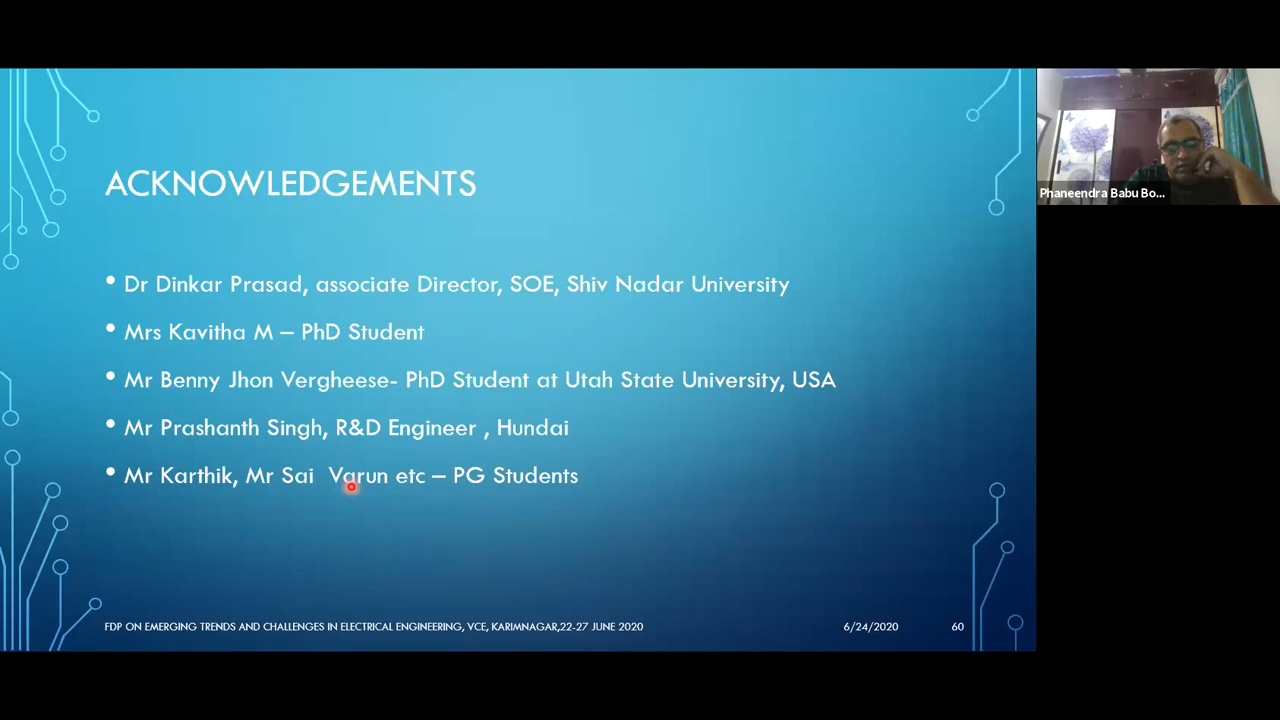 ACKNOWLEDGEMENTS
• Dr Dinkar Prasad, associate Director, SOE, Shiv Nadar University
• Mrs Kavitha M – PhD Student
• Mr Benny Jhon Vergheese- PhD Student at Utah State University, USA
• Mr Prashanth Singh, R&D Engineer , Hundai
• Mr Karthik, Mr Sai  Varun etc – PG Students
FDP ON EMERGING TRENDS AND CHALLENGES IN ELECTRICAL ENGINEERING, VCE, KARIMNAGAR,22-27 JUNE 2020
6/24/2020
60
Phaneendra Babu Bo...